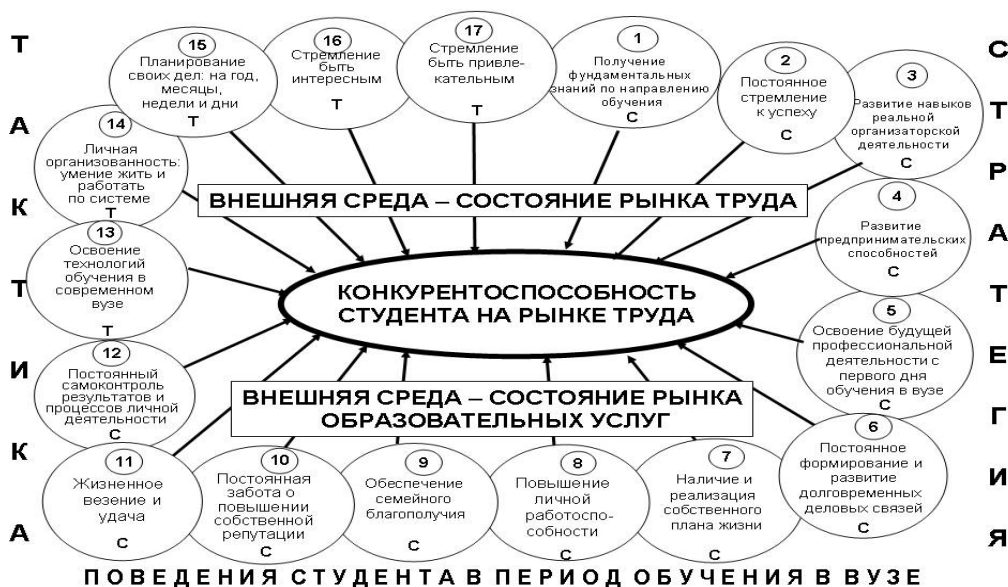 ТАКТИКА
СТРАТЕГИЯ
1
Получение
фундаментальных
знаний по направлению
обучения
С
2
Постоянное
стремление
к успеху
С
3
Развитие навыков
реальной
организаторской
деятельности
С
4
Развитие
предпринимательских
способностей
С
5
Освоение будущей
профессиональной
деятельности с
первого дня
обучения в вузе
С
6
Постоянное
формирование и
развитие
долговременных
деловых связей
С
7
Наличие и
реализация
собственного
плана жизни
С
8
Повышение
личной
работоспо-
собности
С
9
Обеспечение
семейного
благополучия
С
10
Постоянная
забота о
повышении
собственной
репутации
С
11
Жизненное
везение и
удача
С
12
Постоянный
самоконтроль
результатов и
процессов личной
деятельности
С
13
Освоение
технологий
обучения в
современном
вузе
Т
14
Личная
организованность:
умение жить и
работать
по системе
Т
15
Планирование
своих дел: на год,
месяцы,
недели и дни
Т
16
Стремление
быть
интересным
Т
17
Стремление
быть привле-
кательным
Т
ВНЕШНЯЯ СРЕДА – СОСТОЯНИЕ РЫНКА ТРУДА
КОНКУРЕНТОСПОСОБНОСТЬ
СТУДЕНТА НА РЫНКЕ ТРУДА
ВНЕШНЯЯ СРЕДА – СОСТОЯНИЕ РЫНКА
ОБРАЗОВАТЕЛЬНЫХ УСЛУГ
ПОВЕДЕНИЯ СТУДЕНТА В ПЕРИОД ОБУЧЕНИЯ В ВУЗЕ